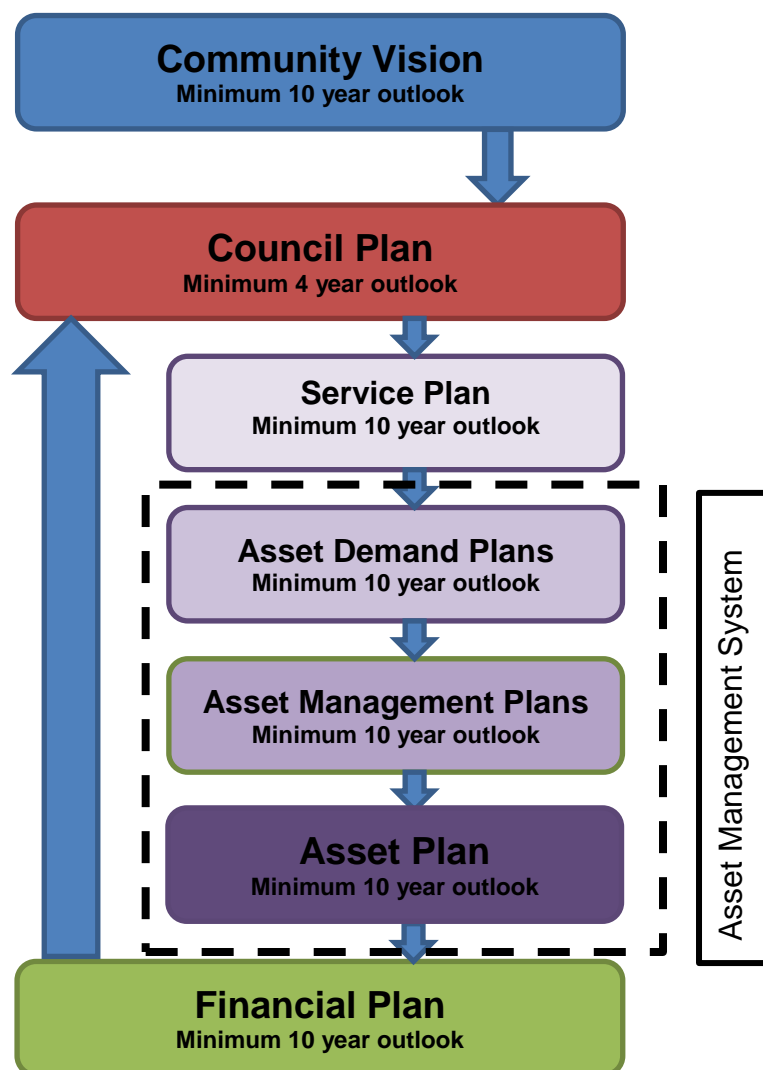 Community Vision
Minimum 10 year outlook
Council Plan
Minimum 4 year outlook
Service Plan
Minimum 10 year outlook
Asset Demand Plans
Minimum 10 year outlook
Asset Management Plans
Minimum 10 year outlook
Asset Plan
Minimum 10 year outlook
Financial Plan
Minimum 10 year outlook
Asset Management System